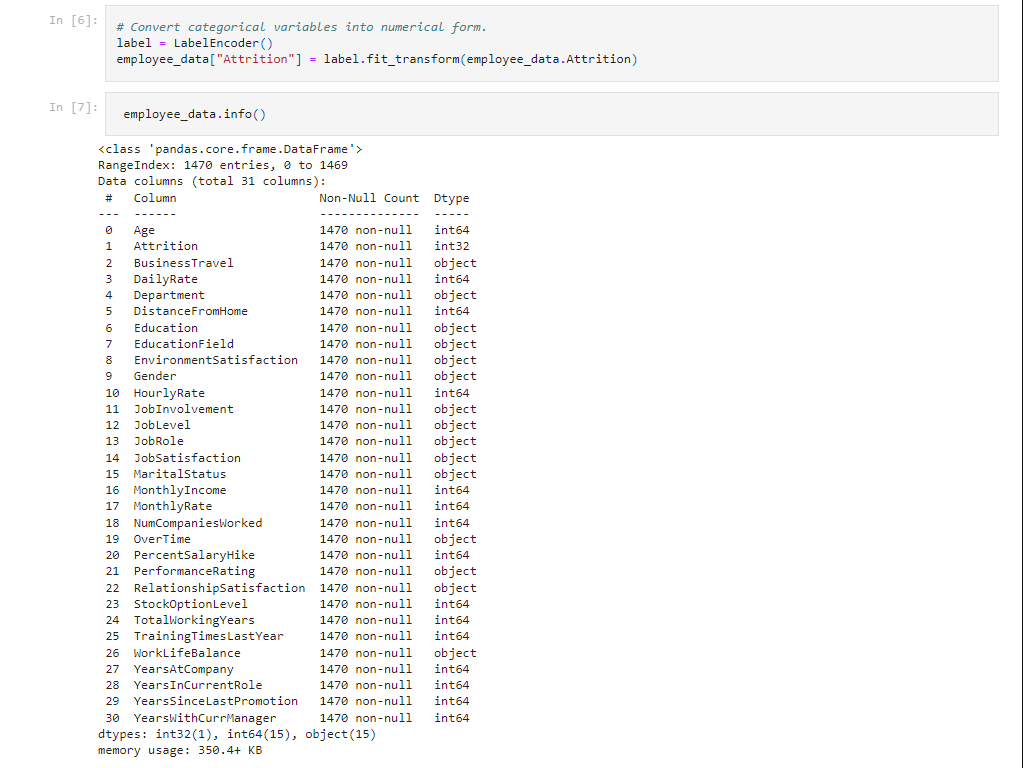 In [6]:
# Convert categorical variables into numerical form.
label = LabelEncoder()
employee_data["Attrition"] = label.fit_transform(employee_data.Attrition)
In [7]:
employee_data.info()
<class 'pandas.core.frame.DataFrame'>
RangeIndex: 1470 entries, 0 to 1469
Data columns (total 31 columns):
 #   Column                    Non-Null Count  Dtype
---  ------                    --------------  -----
 0   Age                       1470 non-null   int64
 1   Attrition                 1470 non-null   int32
 2   BusinessTravel            1470 non-null   object
 3   DailyRate                 1470 non-null   int64
 4   Department                1470 non-null   object
 5   DistanceFromHome          1470 non-null   int64
 6   Education                 1470 non-null   object
 7   EducationField            1470 non-null   object
 8   EnvironmentSatisfaction   1470 non-null   object
 9   Gender                    1470 non-null   object
 10  HourlyRate                1470 non-null   int64
 11  JobInvolvement            1470 non-null   object
 12  JobLevel                  1470 non-null   object
 13  JobRole                   1470 non-null   object
 14  JobSatisfaction           1470 non-null   object
 15  MaritalStatus             1470 non-null   object
 16  MonthlyIncome             1470 non-null   int64
 17  MonthlyRate               1470 non-null   int64
 18  NumCompaniesWorked        1470 non-null   int64
 19  OverTime                  1470 non-null   object
 20  PercentSalaryHike         1470 non-null   int64
 21  PerformanceRating         1470 non-null   object
 22  RelationshipSatisfaction  1470 non-null   object
 23  StockOptionLevel          1470 non-null   int64
 24  TotalWorkingYears         1470 non-null   int64
 25  TrainingTimesLastYear     1470 non-null   int64
 26  WorkLifeBalance           1470 non-null   object
 27  YearsAtCompany            1470 non-null   int64
 28  YearsInCurrentRole        1470 non-null   int64
 29  YearsSinceLastPromotion   1470 non-null   int64
 30  YearsWithCurrManager      1470 non-null   int64
dtypes: int32(1), int64(15), object(15)
memory usage: 350.4+ KB